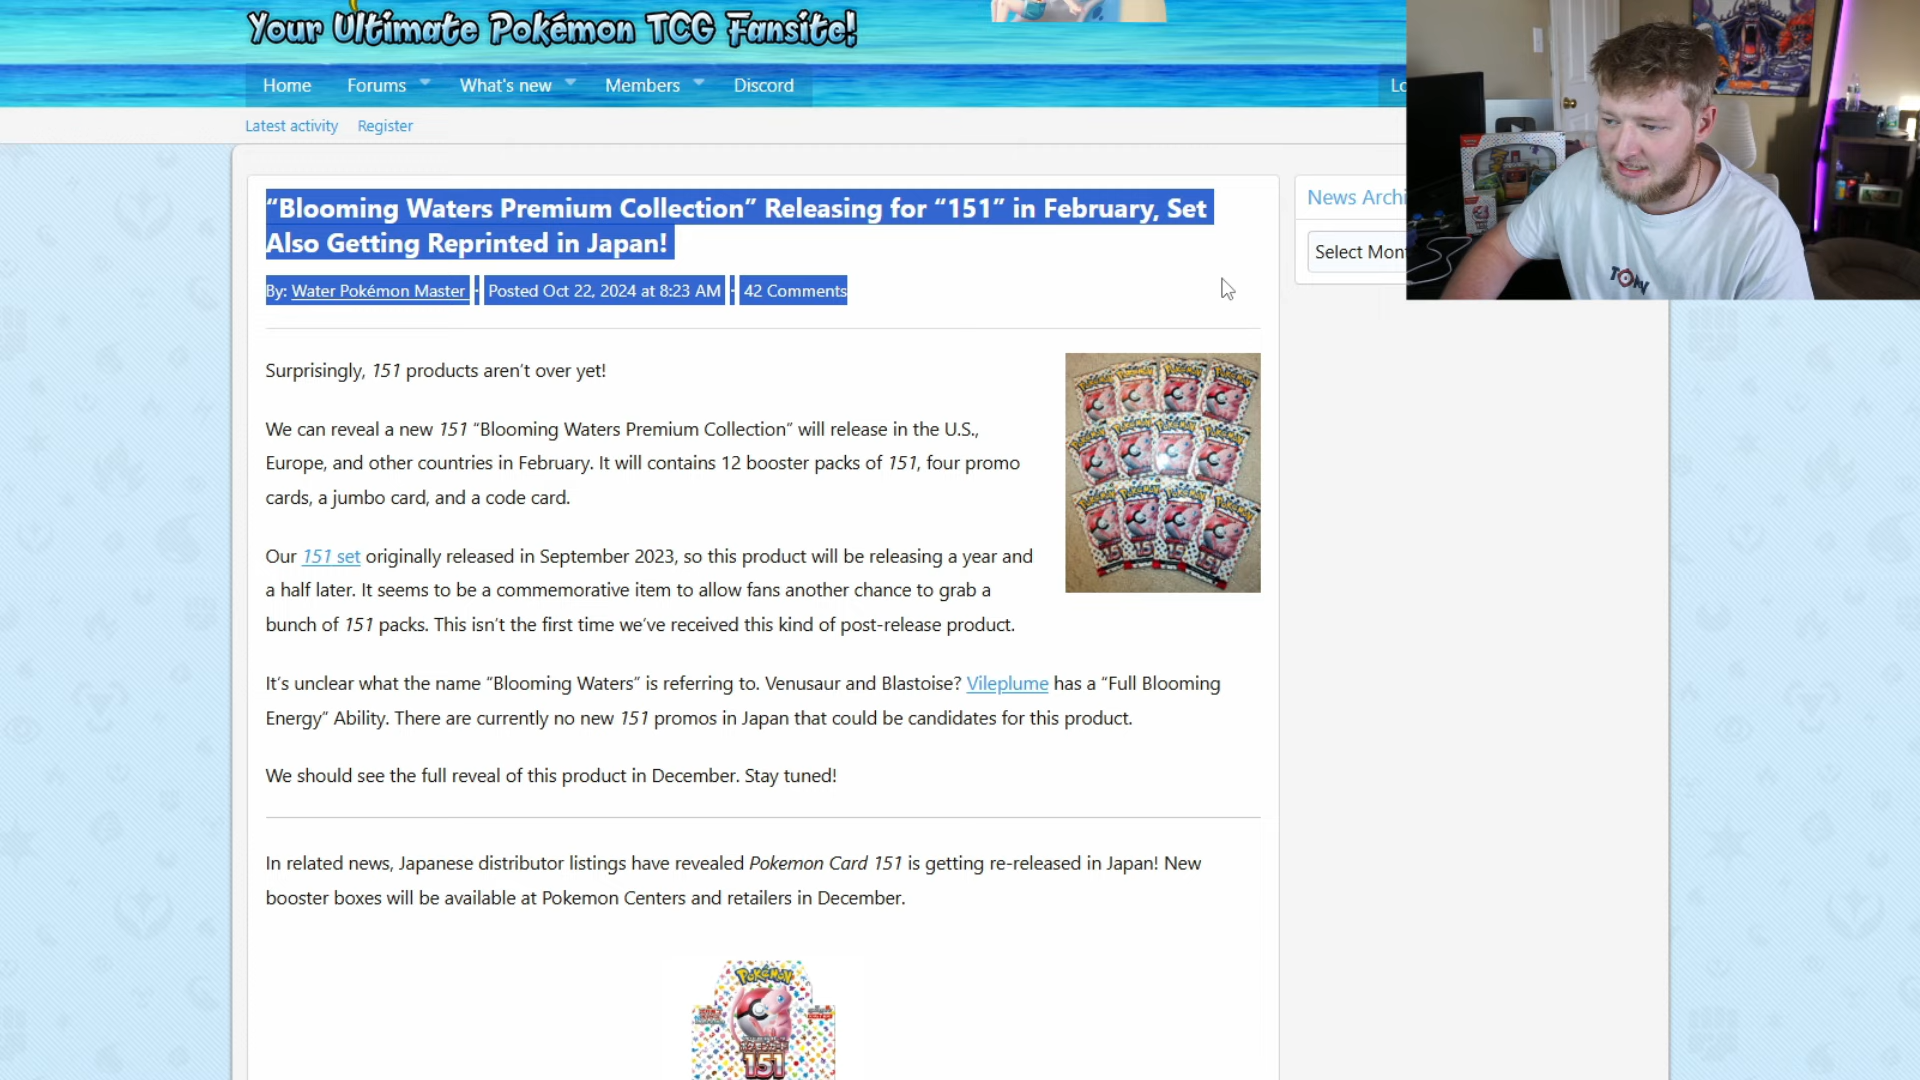 Your Ultimate Pokémon TCG Fansite!
Home Forums What's new Members Discord
Latest activity Register
“Blooming Waters Premium Collection” Releasing for “151” in February, Set
Also Getting Reprinted in Japan!
By: Water Pokémon Master · Posted Oct 22, 2024 at 8:23 AM · 42 Comments
News Archi
Select Mon
Surprisingly, 151 products aren’t over yet!
We can reveal a new 151 “Blooming Waters Premium Collection” will release in the U.S.,
Europe, and other countries in February. It will contains 12 booster packs of 151, four promo
cards, a jumbo card, and a code card.
Our 151 set originally released in September 2023, so this product will be releasing a year and
a half later. It seems to be a commemorative item to allow fans another chance to grab a
bunch of 151 packs. This isn’t the first time we’ve received this kind of post-release product.
It’s unclear what the name “Blooming Waters” is referring to. Venusaur and Blastoise? Vileplume has a “Full Blooming
Energy” Ability. There are currently no new 151 promos in Japan that could be candidates for this product.
We should see the full reveal of this product in December. Stay tuned!
In related news, Japanese distributor listings have revealed Pokemon Card 151 is getting re-released in Japan! New
booster boxes will be available at Pokemon Centers and retailers in December.
POKéMON
151